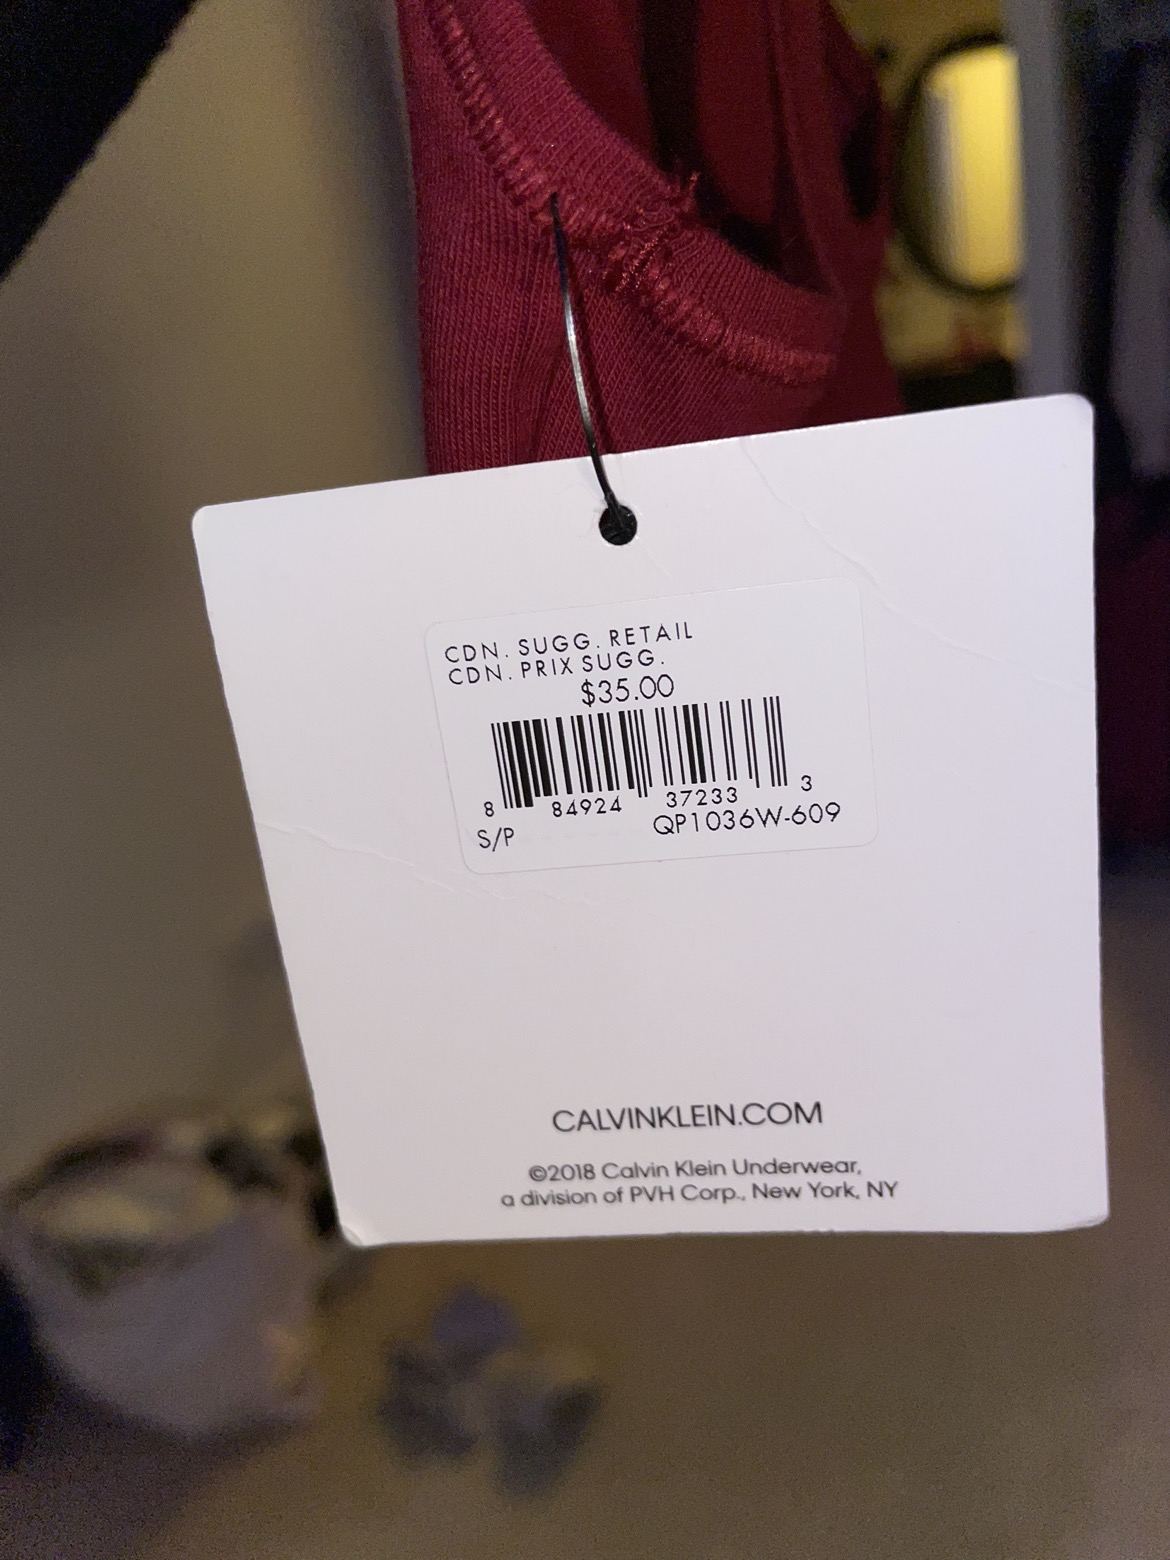 CDN. SUGG. RETAIL
CDN. PRIX SUGG.
$35.00
8 84924 37233 3
S/P QP1036W-609
CALVINKLEIN.COM
©2018 Calvin Klein Underwear,
a division of PVH Corp., New York, NY